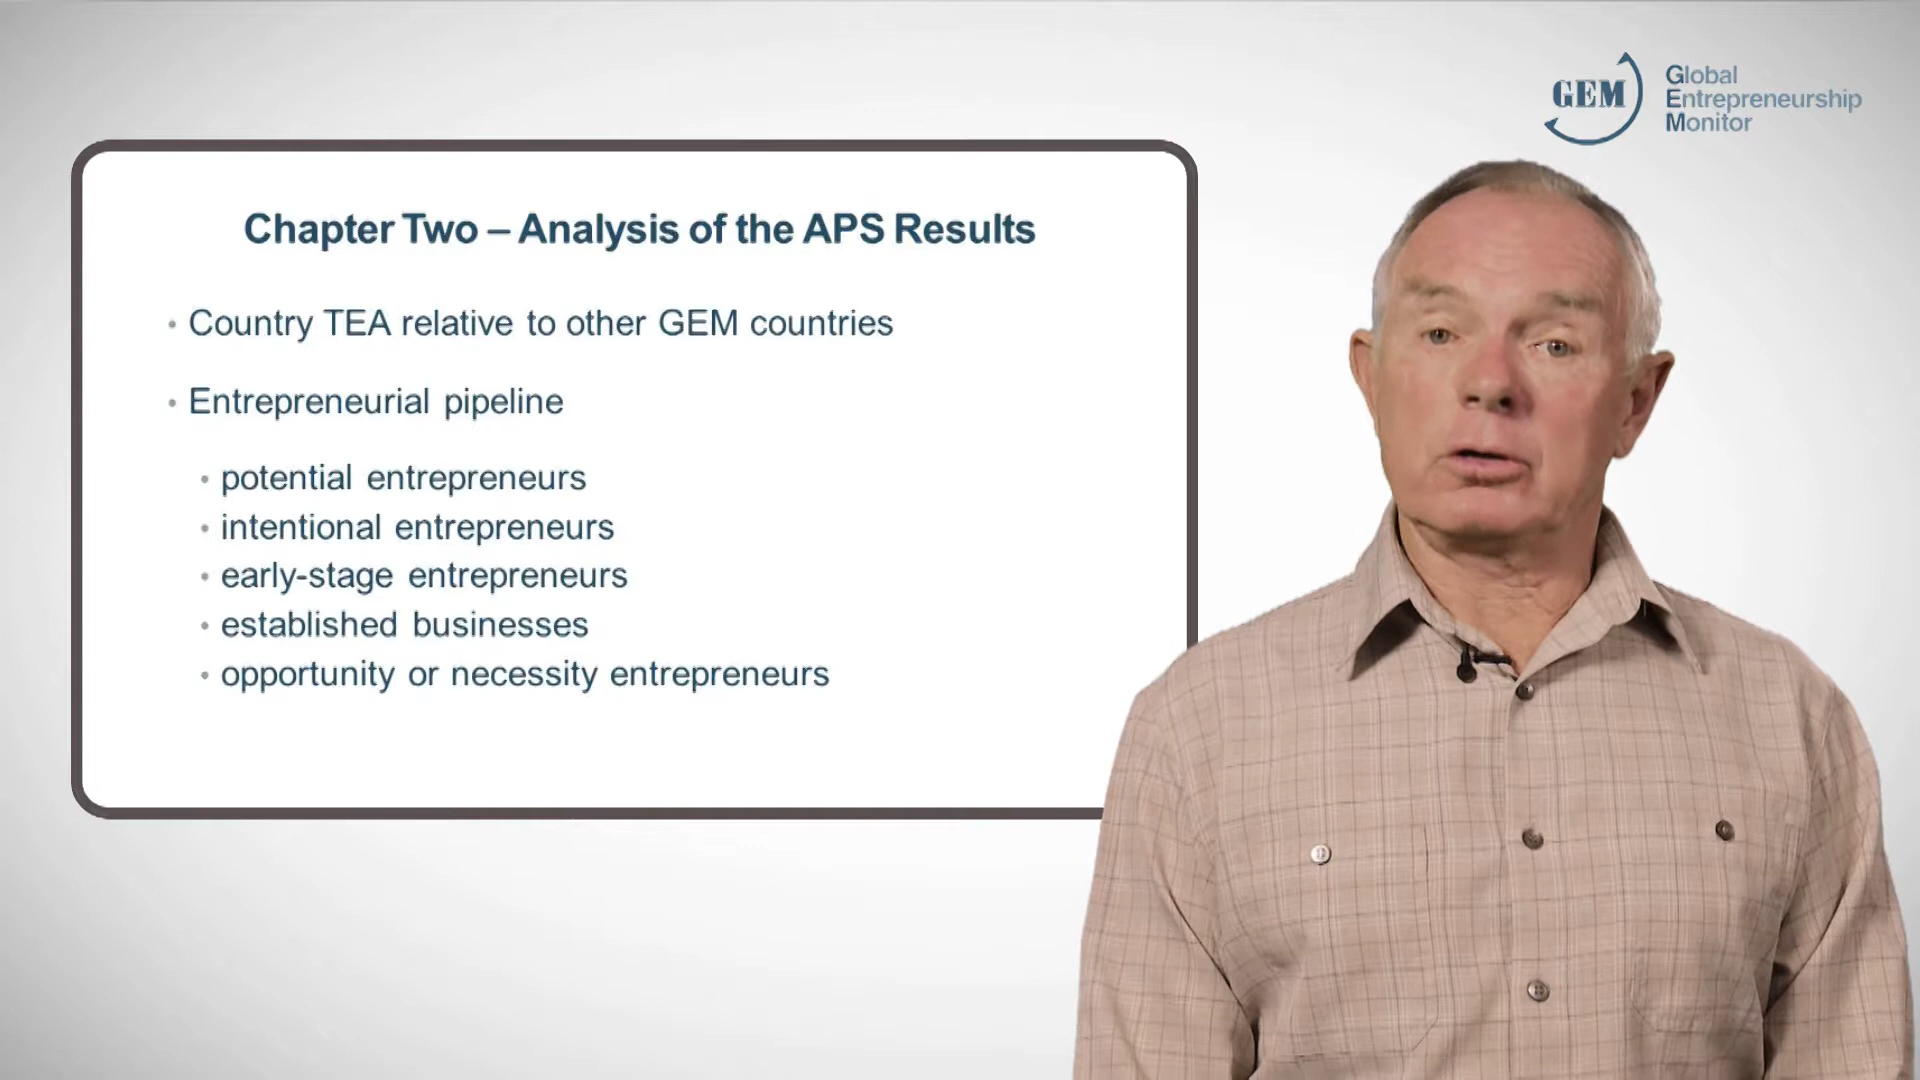 GEM
Global
Entrepreneurship
Monitor
Chapter Two – Analysis of the APS Results
• Country TEA relative to other GEM countries
• Entrepreneurial pipeline
• potential entrepreneurs
• intentional entrepreneurs
• early-stage entrepreneurs
• established businesses
• opportunity or necessity entrepreneurs